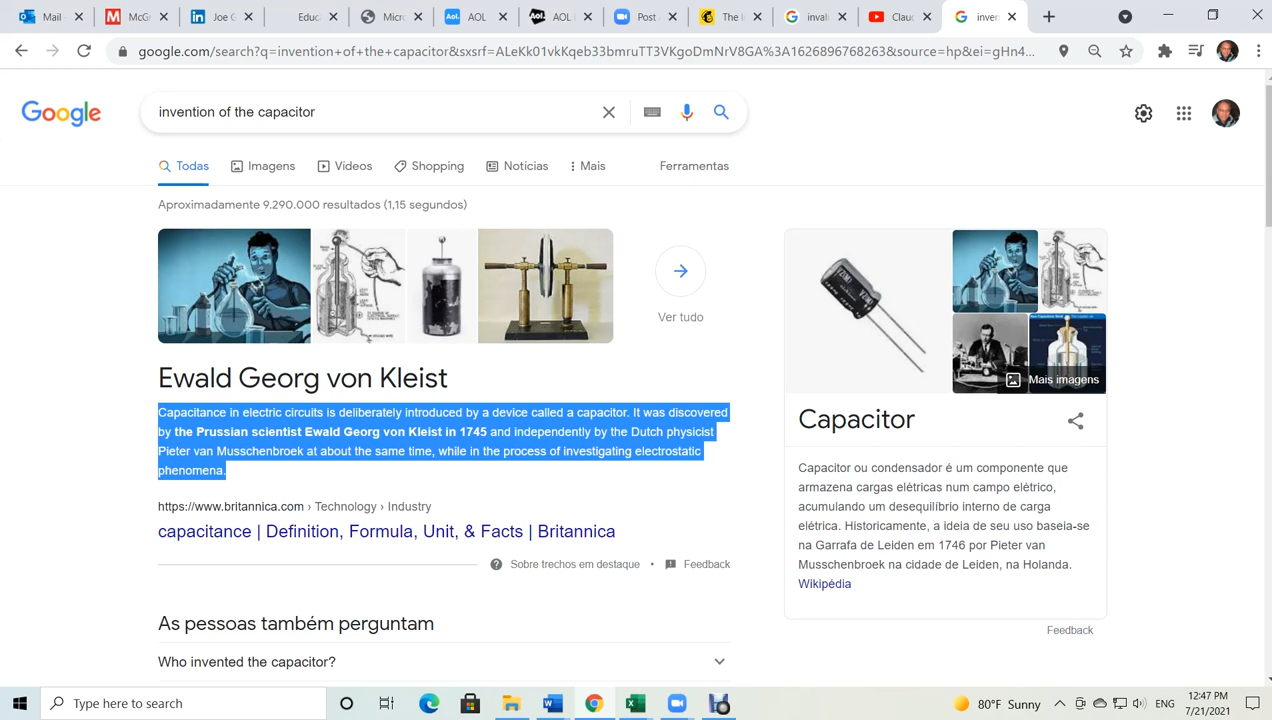 Mail
McGr
Joe G
Educ
Micro
Aol.
AOL
Aol.
AOL
Post
The I
inval
Clauc
inver
google.com/search?q=invention+of+the+capacitor&sxsrf=ALeKk01vkKqeb33bmruTT3VKgoDmNrV8GA%3A1626896768263&source=hp&ei=gHn4...
Google
invention of the capacitor
Todas
Imagens
Vídeos
Shopping
Notícias
Mais
Ferramentas
Aproximadamente 9.290.000 resultados (1,15 segundos)
Ver tudo
Ewald Georg von Kleist
Capacitance in electric circuits is deliberately introduced by a device called a capacitor. It was discovered
by the Prussian scientist Ewald Georg von Kleist in 1745 and independently by the Dutch physicist
Pieter van Musschenbroek at about the same time, while in the process of investigating electrostatic
phenomena.
https://www.britannica.com › Technology › Industry
capacitance | Definition, Formula, Unit, & Facts | Britannica
Sobre trechos em destaque • Feedback
As pessoas também perguntam
Who invented the capacitor?
Mais imagens
Capacitor
Capacitor ou condensador é um componente que
armazena cargas elétricas num campo elétrico,
acumulando um desequilíbrio interno de carga
elétrica. Historicamente, a ideia de seu uso baseia-se
na Garrafa de Leiden em 1746 por Pieter van
Musschenbroek na cidade de Leiden, na Holanda.
Wikipédia
Feedback
Type here to search
80°F Sunny
ENG
12:47 PM
7/21/2021